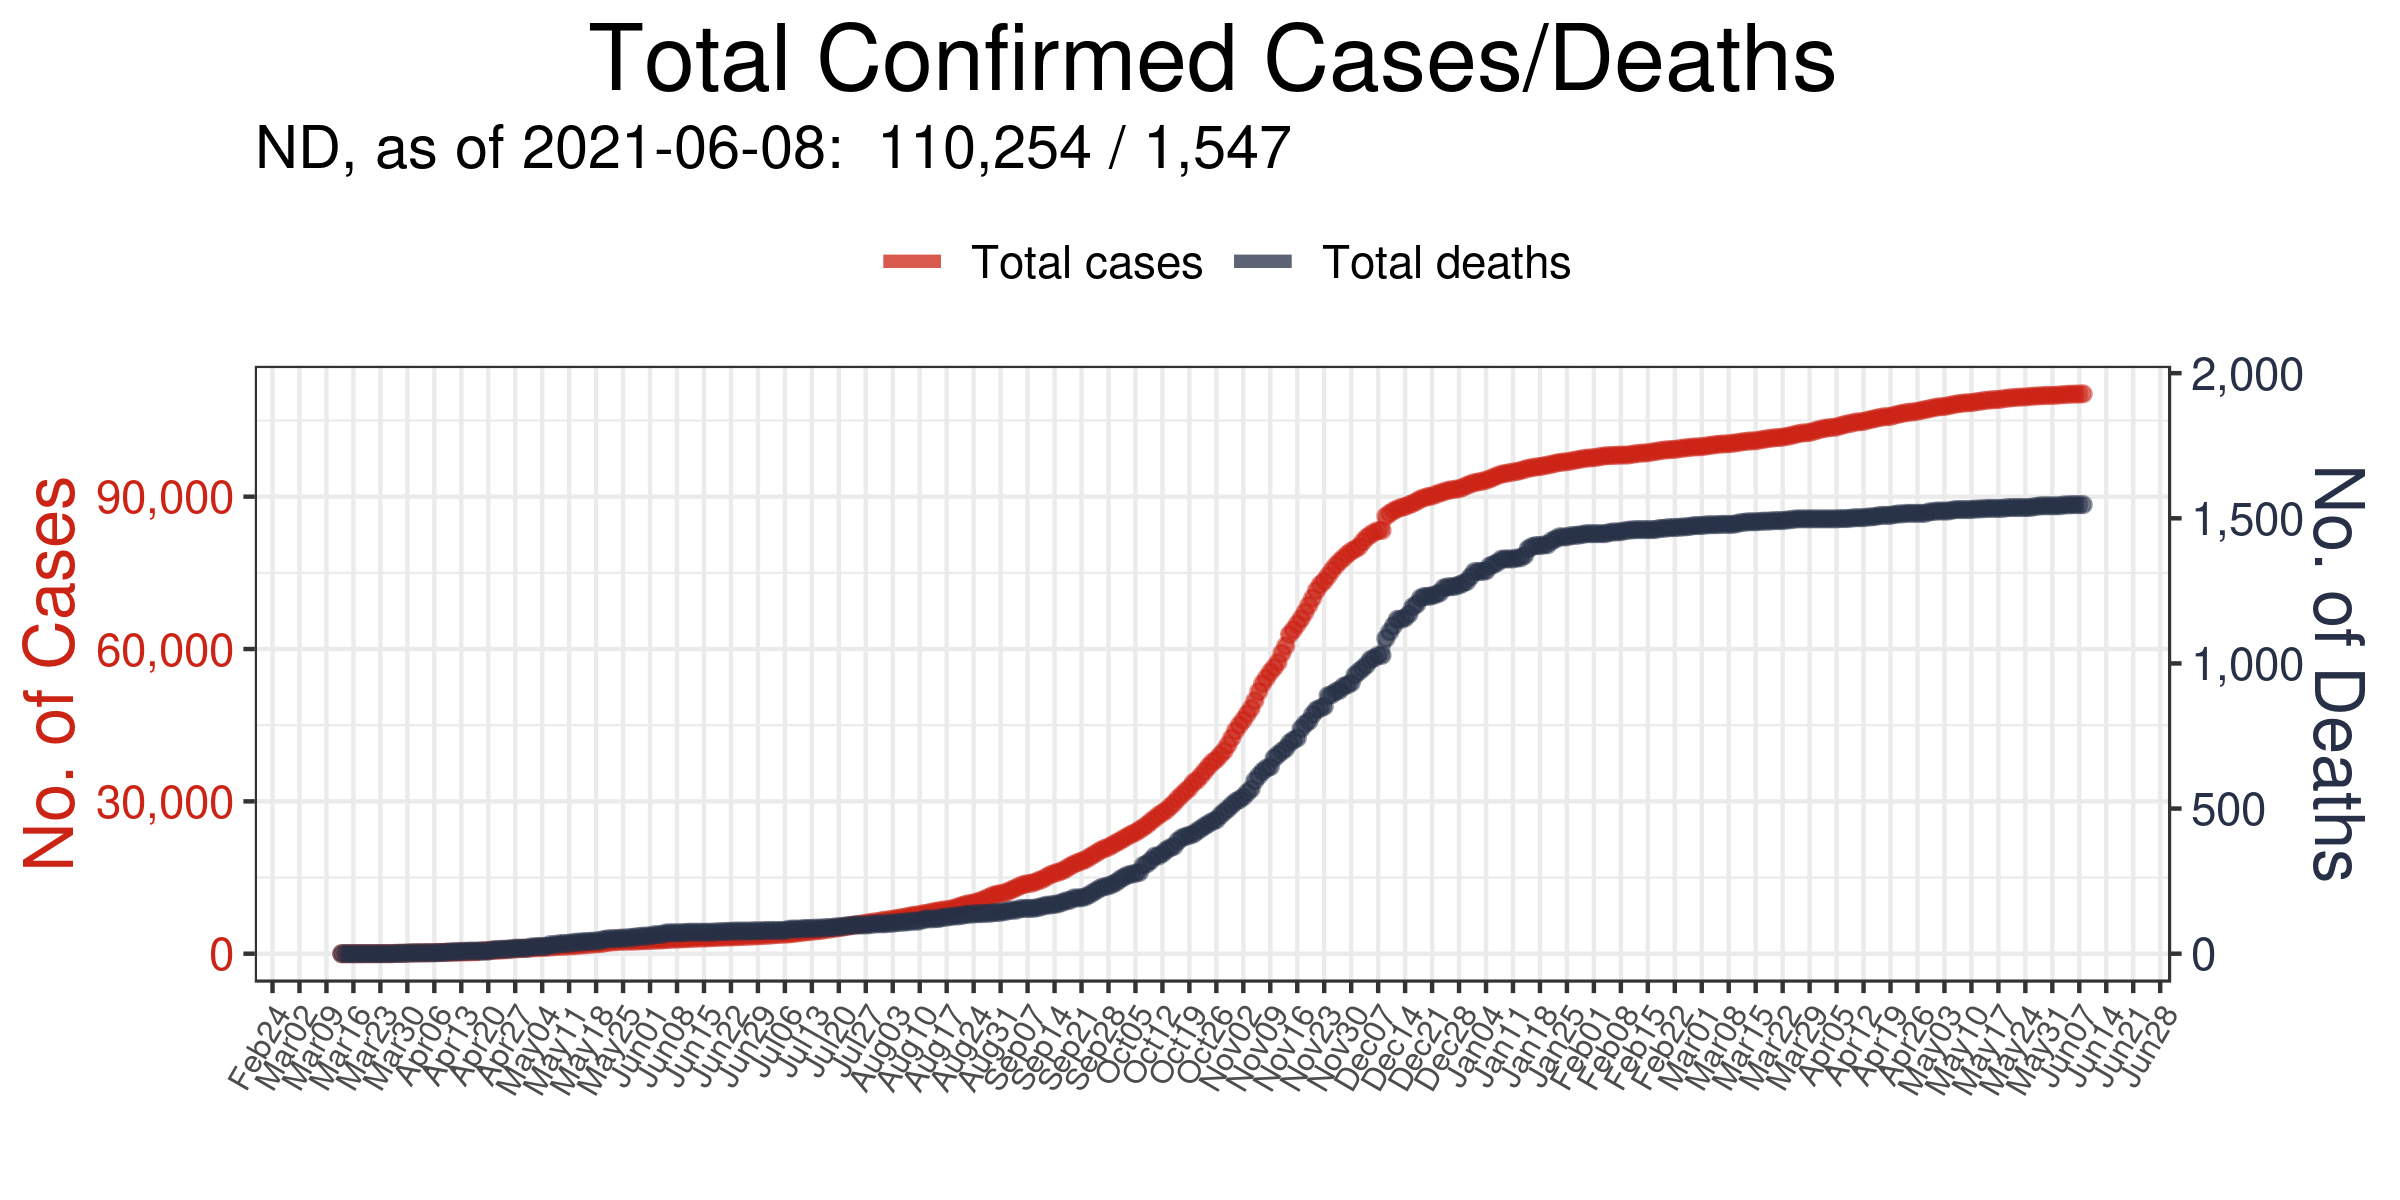 Total Confirmed Cases/Deaths
ND, as of 2021-06-08:  110,254 / 1,547
Total cases
Total deaths
No. of Cases
90,000
60,000
30,000
0
2,000
1,500
1,000
500
0
No. of Deaths
Feb24
Mar02
Mar09
Mar16
Mar23
Mar30
Apr06
Apr13
Apr20
Apr27
May04
May11
May18
May25
Jun01
Jun08
Jun15
Jun22
Jun29
Jul06
Jul13
Jul20
Jul27
Aug03
Aug10
Aug17
Aug24
Aug31
Sep07
Sep14
Sep21
Sep28
Oct05
Oct12
Oct19
Oct26
Nov02
Nov09
Nov16
Nov23
Nov30
Dec07
Dec14
Dec21
Dec28
Jan04
Jan11
Jan18
Jan25
Feb01
Feb08
Feb15
Feb22
Mar01
Mar08
Mar15
Mar22
Mar29
Apr05
Apr12
Apr19
Apr26
May03
May10
May17
May24
May31
Jun07
Jun14
Jun21
Jun28